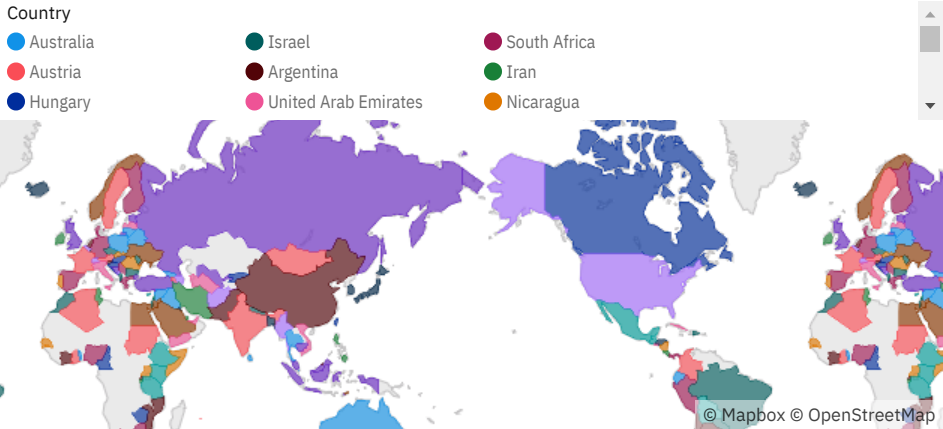 Country
Australia Israel South Africa
Austria Argentina Iran
Hungary United Arab Emirates Nicaragua
© Mapbox © OpenStreetMap